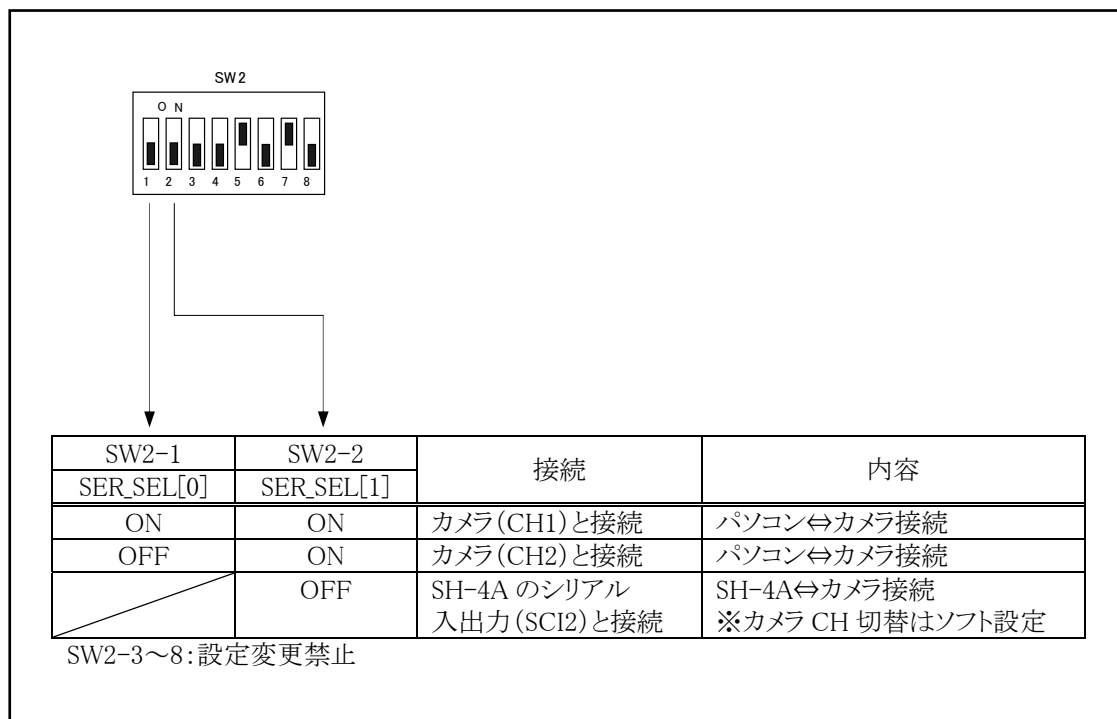 SW2
ON
1 2 3 4 5 6 7 8
SW2-1 SW2-2 接続 内容
SER_SEL[0] SER_SEL[1]
ON ON カメラ(CH1)と接続 パソコン⇔カメラ接続
OFF ON カメラ(CH2)と接続 パソコン⇔カメラ接続
OFF SH-4A のシリアル SH-4A⇔カメラ接続
入出力(SCI2)と接続 ※カメラ CH 切替はソフト設定
SW2-3～8:設定変更禁止